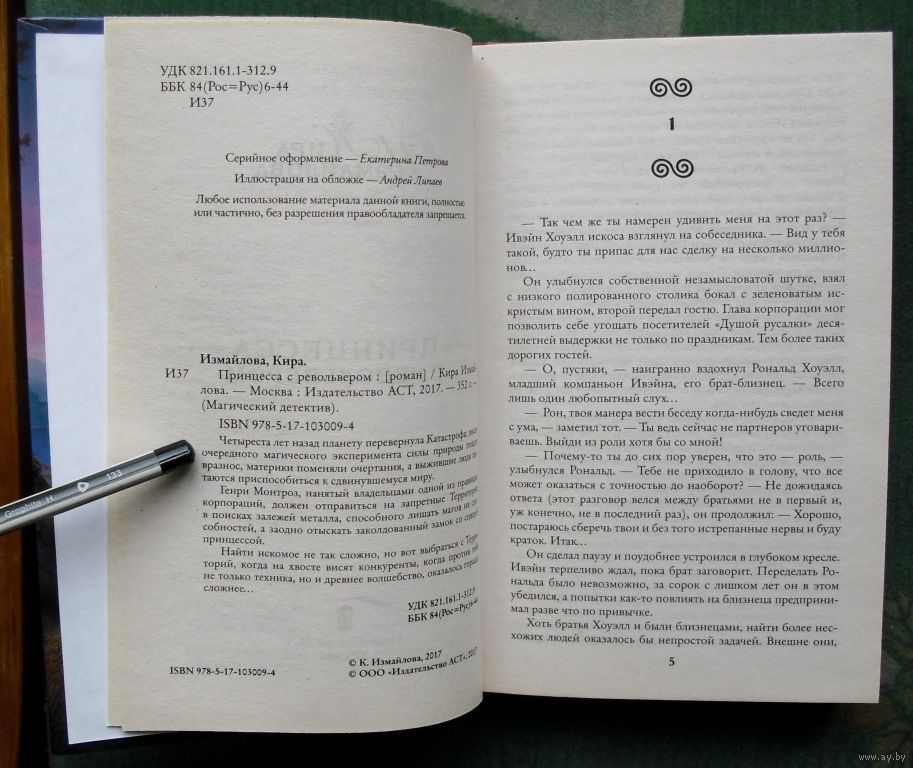 УДК 821.161.1-312.9
ББК 84(Рос=Рус)6-44
И37
Серийное оформление — Екатерина Петрова
Иллюстрация на обложке — Андрей Липаев
Любое использование материала данной книги, полностью
или частично, без разрешения правообладателя запрещается.
Измайлова, Кира.
И37 Принцесса с револьвером : [роман] / Кира Измай-
лова. — Москва : Издательство АСТ, 2017. — 352 с. —
(Магический детектив).
ISBN 978-5-17-103009-4
Четыреста лет назад планету перевернула Катастрофа:
очередного магического эксперимента силы природы
вразнос, материки поменяли очертания, а выжившие люди
таются приспособиться к сдвинувшемуся миру.
Генри Монтроз, нанятый владельцами одной из
корпораций, должен отправиться на запретные Территории
в поисках залежей металла, способного лишать магов их спо-
собностей, а заодно отыскать заколдованный замок со спящей
принцессой.
Найти искомое не так сложно, но вот выбраться с Терри-
торий, когда на хвосте висят конкуренты, когда против тебя
не только техника, но и древнее волшебство, оказалось гораздо
сложнее...
УДК 821.161.1-312.9
ББК 84(Рос=Рус)6-44
© К. Измайлова, 2017
ISBN 978-5-17-103009-4 © ООО «Издательство АСТ», 2017
Graphite H 133
1
— Так чем же ты намерен удивить меня на этот раз? —
Ивэйн Хоуэлл искоса взглянул на собеседника. — Вид у тебя
такой, будто ты припас для нас сделку на несколько миллио-
нов...
Он улыбнулся собственной незамысловатой шутке, взял
с низкого полированного столика бокал с зеленоватым ис-
кристым вином, второй передал гостю. Глава корпорации мог
позволить себе угощать посетителей «Душой русалки» деся-
тилетней выдержки не только по праздникам. Тем более таких
дорогих гостей.
— О, пустяки, — наигранно вздохнул Рональд Хоуэлл,
младший компаньон Ивэйна, его брат-близнец. — Всего
лишь один любопытный слух...
— Рон, твоя манера вести беседу когда-нибудь сведет меня
с ума, — заметил тот. — Ты ведь сейчас не партнеров уговари-
ваешь. Выйди из роли хотя бы со мной!
— Почему-то ты до сих пор уверен, что это — роль, —
улыбнулся Рональд. — Тебе не приходило в голову, что все
может оказаться с точностью до наоборот? — Не дожидаясь
ответа (этот разговор велся между братьями не в первый и,
уж конечно, не в последний раз), он продолжил: — Хорошо,
постараюсь сберечь твои и без того истрепанные нервы и буду
краток. Итак...
Он сделал паузу и поудобнее устроился в глубоком кресле.
Ивэйн терпеливо ждал, пока брат заговорит. Переделать Ро-
нальда было невозможно, за сорок с лишком лет он в этом
убедился, а попытки как-то повлиять на близнеца предприни-
мал разве что по привычке.
Хоть братья Хоуэлл и были близнецами, найти более нес-
хожих людей оказалось бы непростой задачей. Внешне они,
5
www.ay.by